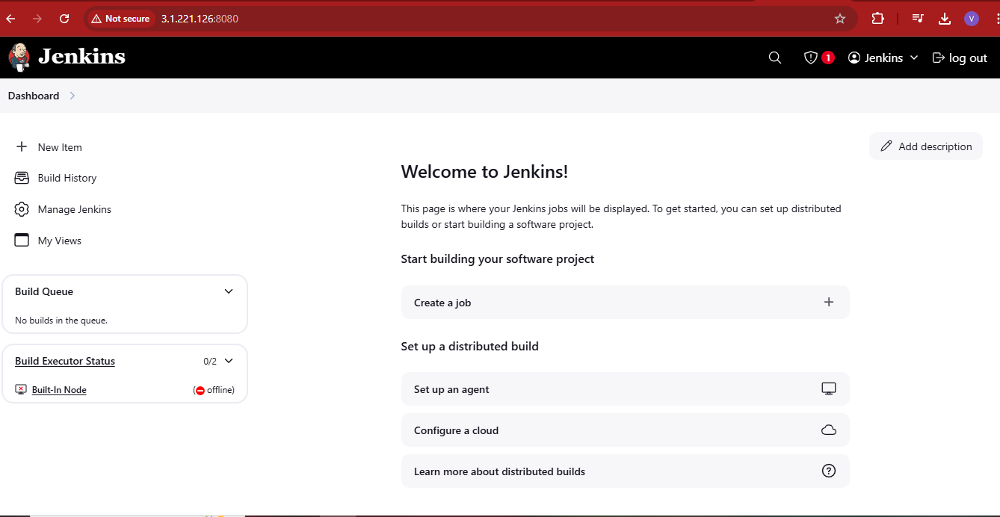 Not secure 3.1.221.126:8080
V
Jenkins
1
Jenkins
log out
Dashboard
New Item
Build History
Manage Jenkins
My Views
Build Queue
No builds in the queue.
Build Executor Status 0/2
Built-In Node (offline)
Add description
Welcome to Jenkins!
This page is where your Jenkins jobs will be displayed. To get started, you can set up distributed
builds or start building a software project.
Start building your software project
Create a job
Set up a distributed build
Set up an agent
Configure a cloud
Learn more about distributed builds